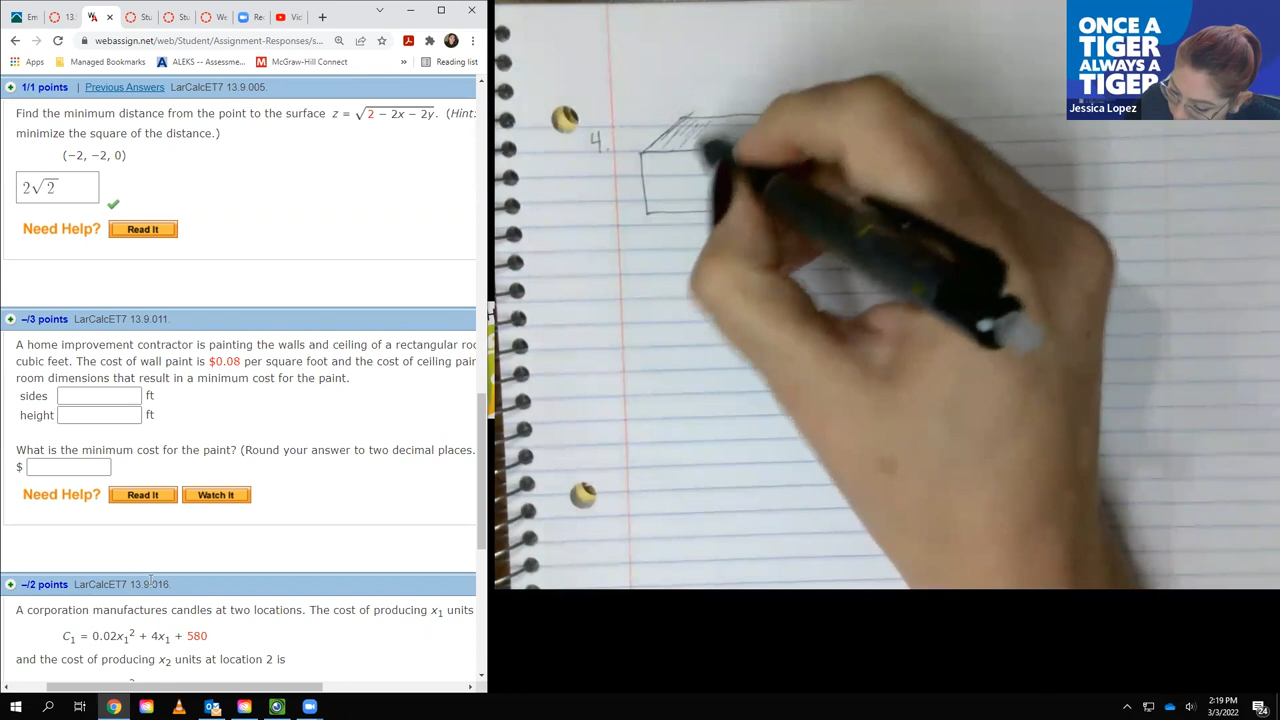 Em
13.
Stu
Stu
We
Rec
Vic
webassign.net/web/Student/Assignment-Responses/s...
Apps
Managed Bookmarks
ALEKS -- Assessme...
McGraw-Hill Connect
»
Reading list
1/1 points Previous Answers LarCalcET7 13.9.005.
Find the minimum distance from the point to the surface z = √(2 − 2x − 2y). (Hint:
minimize the square of the distance.)
(−2, −2, 0)
2√2
Need Help? Read It
–/3 points LarCalcET7 13.9.011.
A home improvement contractor is painting the walls and ceiling of a rectangular roo
cubic feet. The cost of wall paint is $0.08 per square foot and the cost of ceiling pain
room dimensions that result in a minimum cost for the paint.
sides ft
height ft
What is the minimum cost for the paint? (Round your answer to two decimal places.
$
Need Help? Read It Watch It
–/2 points LarCalcET7 13.9.016.
A corporation manufactures candles at two locations. The cost of producing x₁ units
C₁ = 0.02x₁² + 4x₁ + 580
and the cost of producing x₂ units at location 2 is
4.
ONCE A
TIGER
ALWAYS A
TIGER
Jessica Lopez
2:19 PM
3/3/2022
24